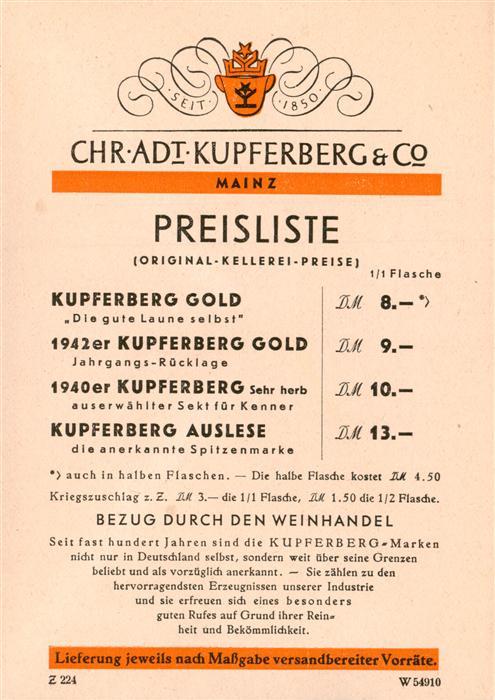 · SEIT · 1850 ·
CHR·ADT·KUPFERBERG & CO
MAINZ
PREISLISTE
(ORIGINAL-KELLEREI-PREISE)
1/1 Flasche
KUPFERBERG GOLD DM 8.— *)
„Die gute Laune selbst"
1942er KUPFERBERG GOLD DM 9.—
Jahrgangs-Rücklage
1940er KUPFERBERG Sehr herb DM 10.—
auserwählter Sekt für Kenner
KUPFERBERG AUSLESE DM 13.—
die anerkannte Spitzenmarke
*) auch in halben Flaschen. — Die halbe Flasche kostet DM 4.50
Kriegszuschlag z. Z. DM 3.— die 1/1 Flasche, DM 1.50 die 1/2 Flasche.
BEZUG DURCH DEN WEINHANDEL
Seit fast hundert Jahren sind die KUPFERBERG-Marken
nicht nur in Deutschland selbst, sondern weit über seine Grenzen
beliebt und als vorzüglich anerkannt. — Sie zählen zu den
hervorragendsten Erzeugnissen unserer Industrie
und sie erfreuen sich eines besonders
guten Rufes auf Grund ihrer Rein-
heit und Bekömmlichkeit.
Lieferung jeweils nach Maßgabe versandbereiter Vorräte.
Z 224 W 54910